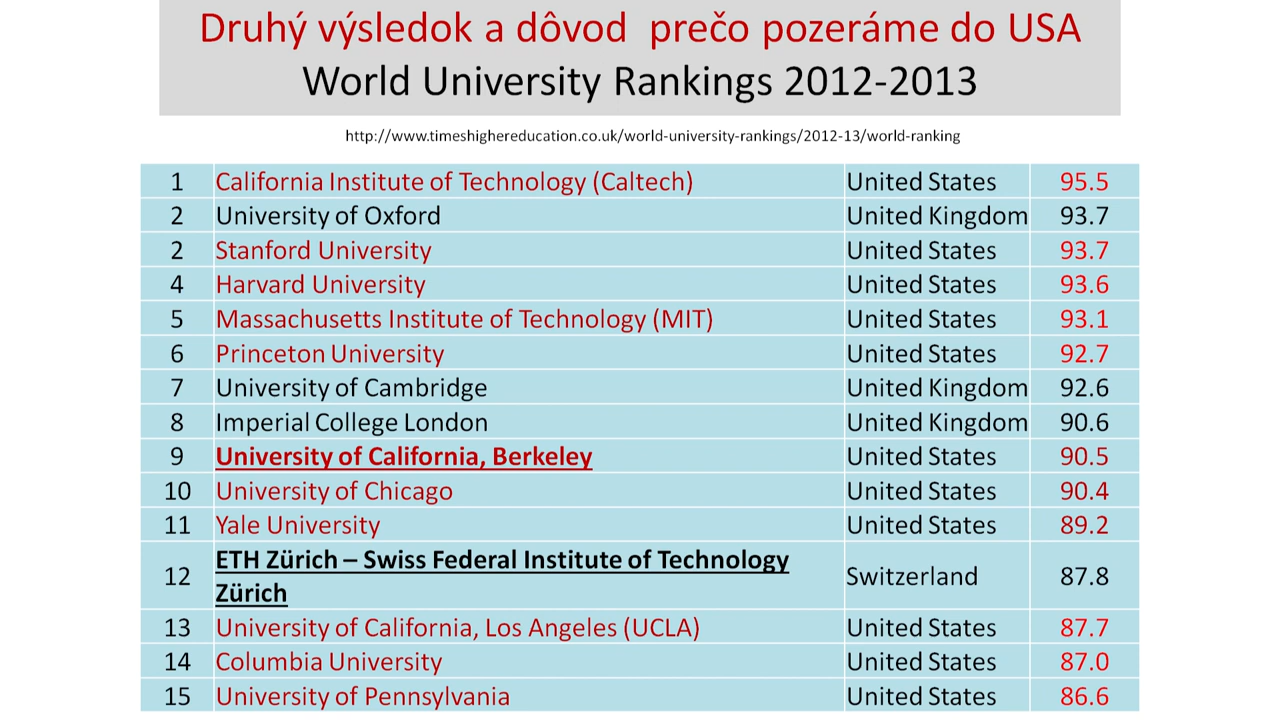 Druhý výsledok a dôvod  prečo pozeráme do USA
World University Rankings 2012-2013
http://www.timeshighereducation.co.uk/world-university-rankings/2012-13/world-ranking
1 California Institute of Technology (Caltech) United States 95.5
2 University of Oxford United Kingdom 93.7
2 Stanford University United States 93.7
4 Harvard University United States 93.6
5 Massachusetts Institute of Technology (MIT) United States 93.1
6 Princeton University United States 92.7
7 University of Cambridge United Kingdom 92.6
8 Imperial College London United Kingdom 90.6
9 University of California, Berkeley United States 90.5
10 University of Chicago United States 90.4
11 Yale University United States 89.2
12 ETH Zürich – Swiss Federal Institute of Technology
Zürich Switzerland 87.8
13 University of California, Los Angeles (UCLA) United States 87.7
14 Columbia University United States 87.0
15 University of Pennsylvania United States 86.6